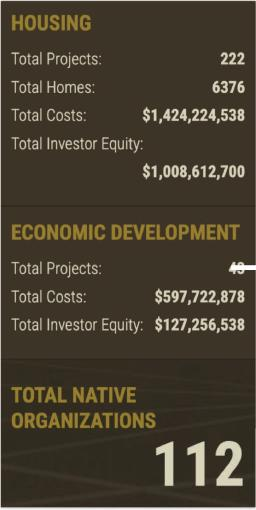 HOUSING
Total Projects: 222
Total Homes: 6376
Total Costs: $1,424,224,538
Total Investor Equity:
$1,008,612,700
ECONOMIC DEVELOPMENT
Total Projects:
Total Costs: $597,722,878
Total Investor Equity: $127,256,538
TOTAL NATIVE
ORGANIZATIONS
112